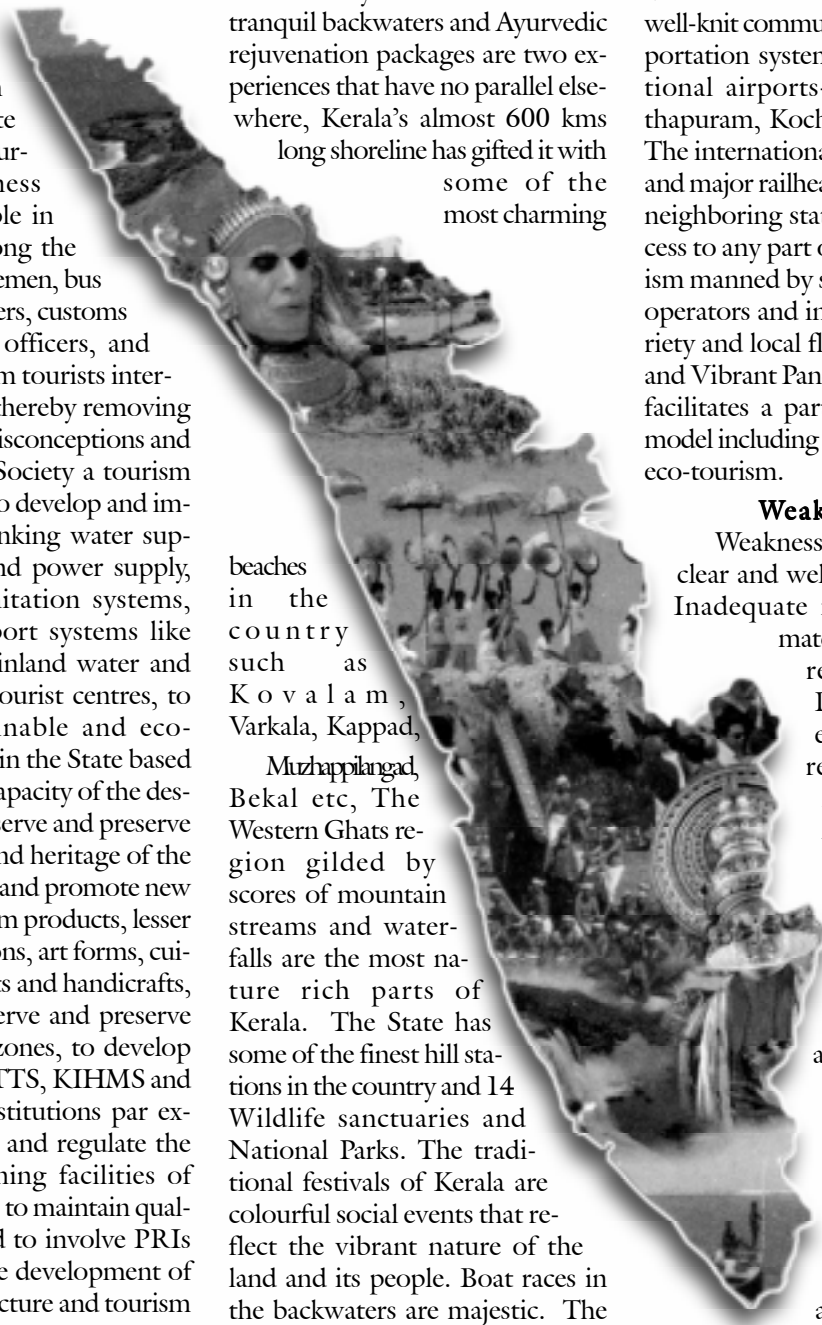 te
ur-
ness
le in
ong the
emen, bus
ers, customs
officers, and
m tourists inter-
thereby removing
isconceptions and
Society a tourism
o develop and im-
nking water sup-
nd power supply,
itation systems,
ort systems like
inland water and
ourist centres, to
nable and eco-
in the State based
apacity of the des-
serve and preserve
nd heritage of the
and promote new
m products, lesser
ons, art forms, cui-
ts and handicrafts,
erve and preserve
zones, to develop
TTS, KIHMS and
stitutions par ex-
and regulate the
ning facilities of
to maintain qual-
d to involve PRIs
e development of
cture and tourism
tranquil backwaters and Ayurvedic
rejuvenation packages are two ex-
periences that have no parallel else-
where, Kerala's almost 600 kms
long shoreline has gifted it with
some of the
most charming
beaches
in the
country
such as
Kovalam,
Varkala, Kappad,
Muzhappilangad,
Bekal etc, The
Western Ghats re-
gion gilded by
scores of mountain
streams and water-
falls are the most na-
ture rich parts of
Kerala. The State has
some of the finest hill sta-
tions in the country and 14
Wildlife sanctuaries and
National Parks. The tradi-
tional festivals of Kerala are
colourful social events that re-
flect the vibrant nature of the
land and its people. Boat races in
the backwaters are majestic. The
well-knit commu
portation system
tional airports-
thapuram, Koch
The internationa
and major railhea
neighboring stat
cess to any part o
ism manned by s
operators and in
riety and local fl
and Vibrant Pan
facilitates a par
model including
eco-tourism.
Weak
Weakness
clear and wel
Inadequate
mat
re
e
re
a
a